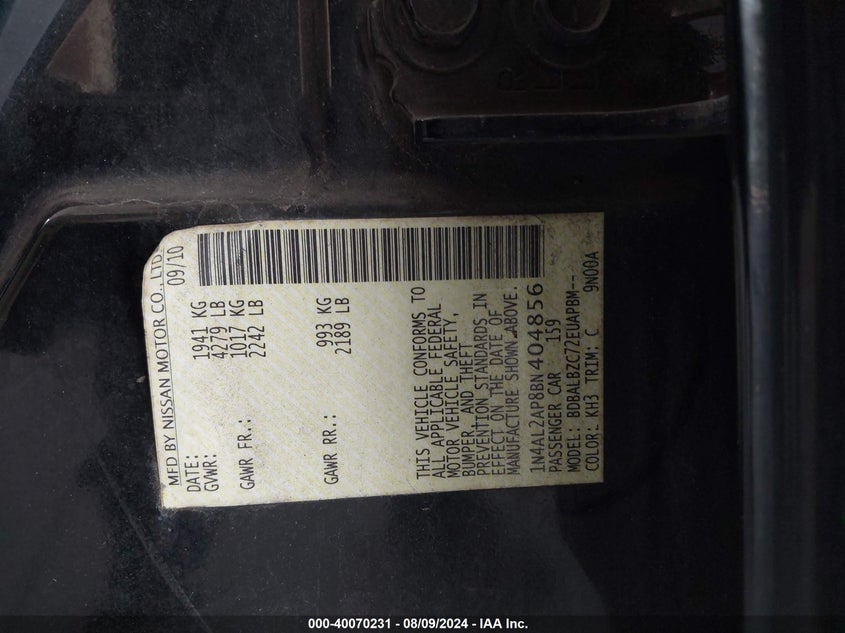 MFD BY NISSAN MOTOR CO., LTD.
DATE: 09/10
GVWR: 1941 KG
4279 LB
GAWR FR.: 1017 KG
2242 LB
GAWR RR.: 993 KG
2189 LB
THIS VEHICLE CONFORMS TO
ALL APPLICABLE FEDERAL
MOTOR VEHICLE SAFETY,
BUMPER, AND THEFT
PREVENTION STANDARDS IN
EFFECT ON THE DATE OF
MANUFACTURE SHOWN ABOVE.
1N4AL2AP8BN404856
PASSENGER CAR 159
MODEL: BDBALBZC72EUAPBM--
COLOR: KH3 TRIM: C 9N00A
000-40070231 - 08/09/2024 - IAA Inc.